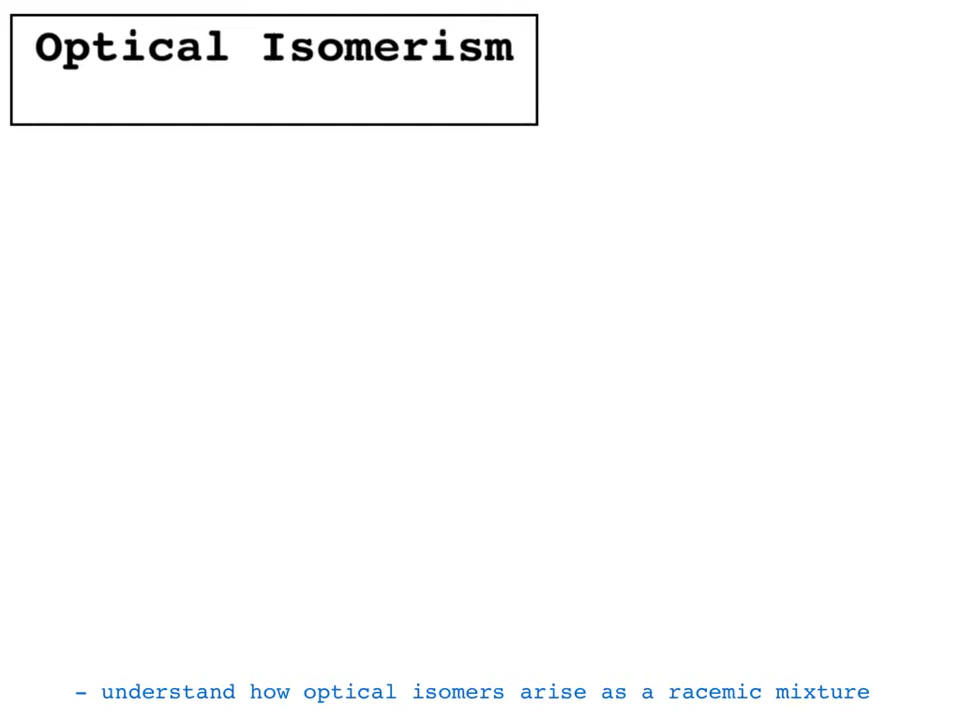 Optical Isomerism
- understand how optical isomers arise as a racemic mixture